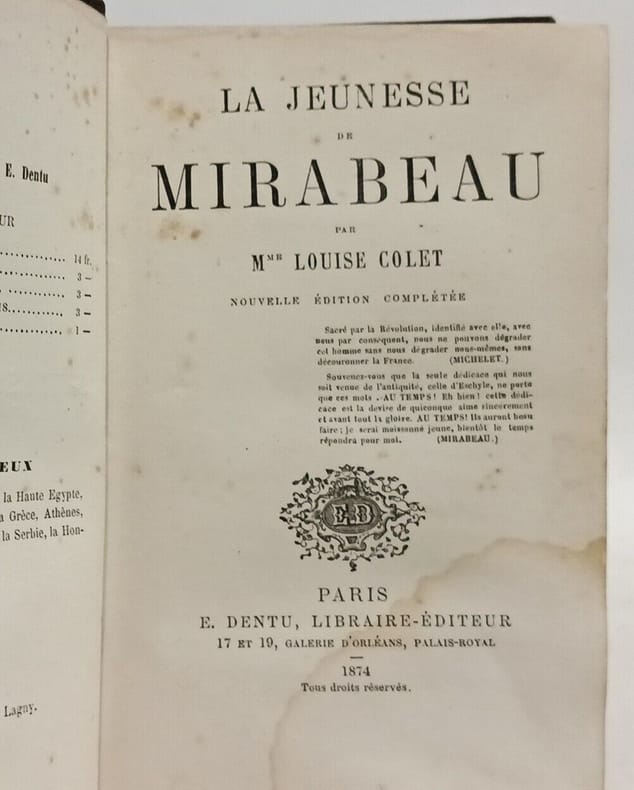 E. Dentu
UR
14 fr.
3 —
3 —
S. 3 —
1 —
EUX
la Haute Egypte,
a Grèce, Athènes,
la Serbie, la Hon-
Lagny.
LA JEUNESSE
DE
MIRABEAU
PAR
MME LOUISE COLET
NOUVELLE ÉDITION COMPLÉTÉE
Sacré par la Révolution, identifié avec elle, avec
nous par conséquent, nous ne pouvons dégrader
cet homme sans nous dégrader nous-mêmes, sans
découronner la France. (MICHELET.)
Souvenez-vous que la seule dédicace qui nous
soit venue de l'antiquité, celle d'Eschyle, ne porte
que ces mots : AU TEMPS! Eh bien! cette dédi-
cace est la devise de quiconque aime sincèrement
et avant tout la gloire. AU TEMPS! Ils auront beau
faire: je serai moissonné jeune, bientôt le temps
répondra pour moi. (MIRABEAU.)
E D
PARIS
E. DENTU, LIBRAIRE-ÉDITEUR
17 ET 19, GALERIE D'ORLÉANS, PALAIS-ROYAL
1874
Tous droits réservés.